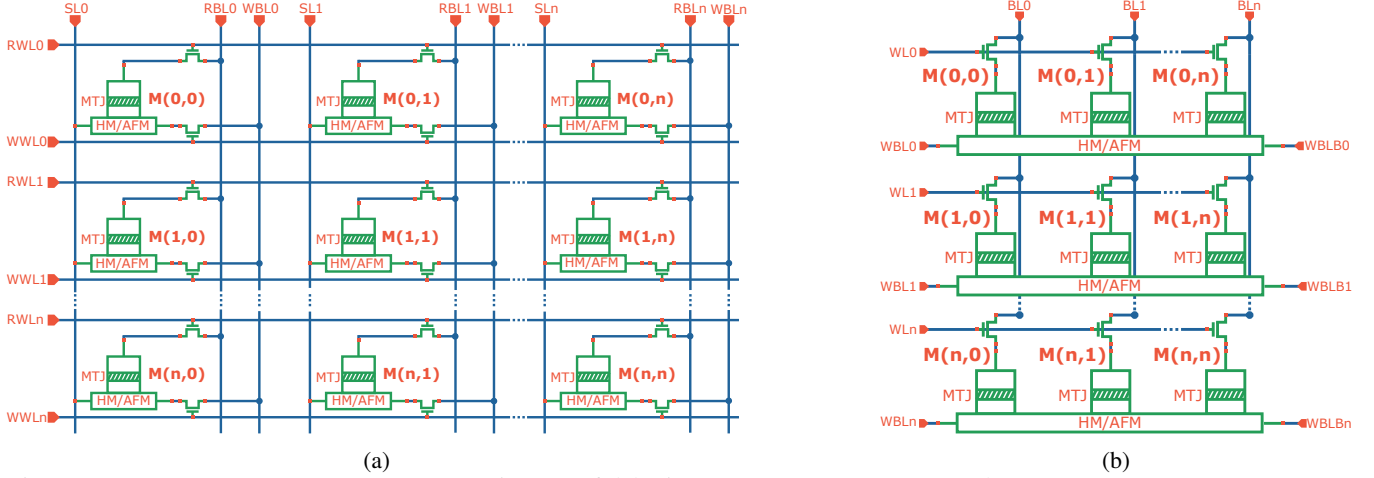 SL0 RBL0 WBL0 SL1 RBL1 WBL1 SLn RBLn WBLn
RWL0
MTJ M(0,0) MTJ M(0,1) MTJ M(0,n)
HM/AFM HM/AFM HM/AFM
WWL0
RWL1
MTJ M(1,0) MTJ M(1,1) MTJ M(1,n)
HM/AFM HM/AFM HM/AFM
WWL1
RWLn
MTJ M(n,0) MTJ M(n,1) MTJ M(n,n)
HM/AFM HM/AFM HM/AFM
WWLn
(a)
BL0 BL1 BLn
WL0
M(0,0) M(0,1) M(0,n)
MTJ MTJ MTJ
WBL0 HM/AFM WBLB0
WL1
M(1,0) M(1,1) M(1,n)
MTJ MTJ MTJ
WBL1 HM/AFM WBLB1
WLn
M(n,0) M(n,1) M(n,n)
MTJ MTJ MTJ
WBLn HM/AFM WBLBn
(b)